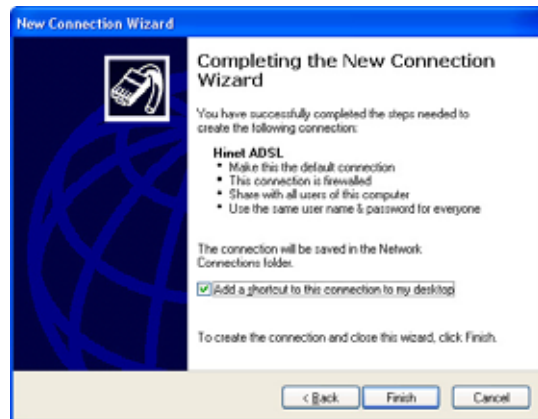 New Connection Wizard
Completing the New Connection
Wizard
You have successfully completed the steps needed to
create the following connection:
Hinet ADSL
• Make this the default connection
• This connection is firewalled
• Share with all users of this computer
• Use the same user name & password for everyone
The connection will be saved in the Network
Connections folder.
Add a shortcut to this connection to my desktop
To create the connection and close this wizard, click Finish.
< Back Finish Cancel